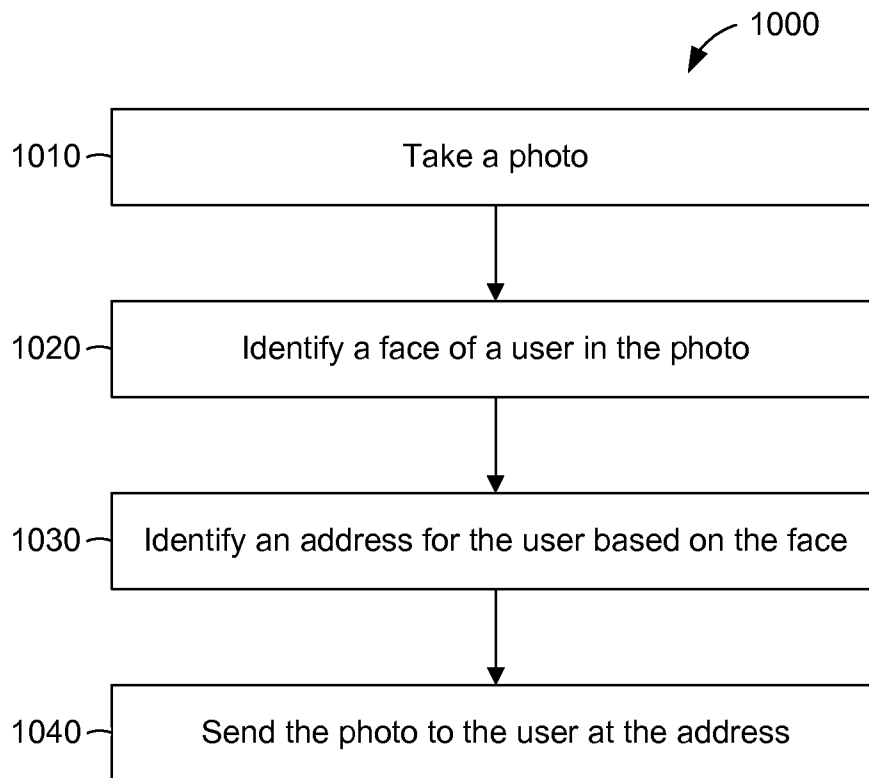 1000
1010 Take a photo
1020 Identify a face of a user in the photo
1030 Identify an address for the user based on the face
1040 Send the photo to the user at the address